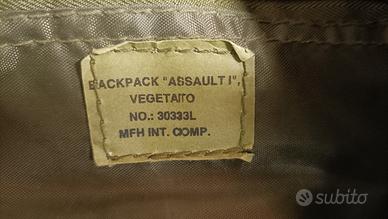 BACKPACK "ASSAULT I",
VEGETATO
NO.: 30333L
MFH INT. COMP.
subito